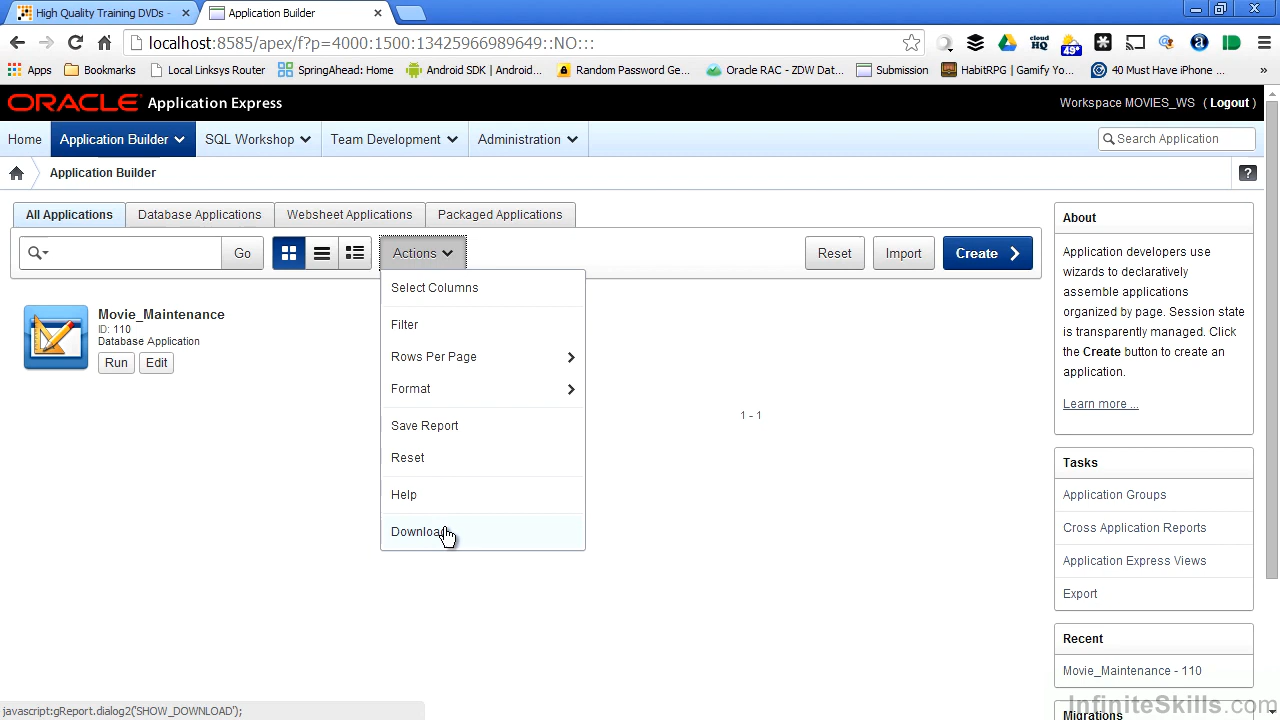 High Quality Training DVDs -
Application Builder
localhost:8585/apex/f?p=4000:1500:13425966989649::NO:::
49°
Apps
Bookmarks
Local Linksys Router
SpringAhead: Home
Android SDK | Android...
Random Password Ge...
Oracle RAC - ZDW Dat...
Submission
HabitRPG | Gamify Yo...
40 Must Have iPhone ...
»
ORACLE Application Express
Workspace MOVIES_WS ( Logout )
Home
Application Builder
SQL Workshop
Team Development
Administration
Search Application
Application Builder
?
All Applications
Database Applications
Websheet Applications
Packaged Applications
Go
Actions
Reset
Import
Create
Select Columns
Filter
Rows Per Page
Format
Save Report
Reset
Help
Download
Movie_Maintenance
ID: 110
Database Application
Run
Edit
1 - 1
About
Application developers use
wizards to declaratively
assemble applications
organized by page. Session state
is transparently managed. Click
the Create button to create an
application.
Learn more ...
Tasks
Application Groups
Cross Application Reports
Application Express Views
Export
Recent
Movie_Maintenance - 110
Migrations
javascript:gReport.dialog2('SHOW_DOWNLOAD');
InfiniteSkills.com